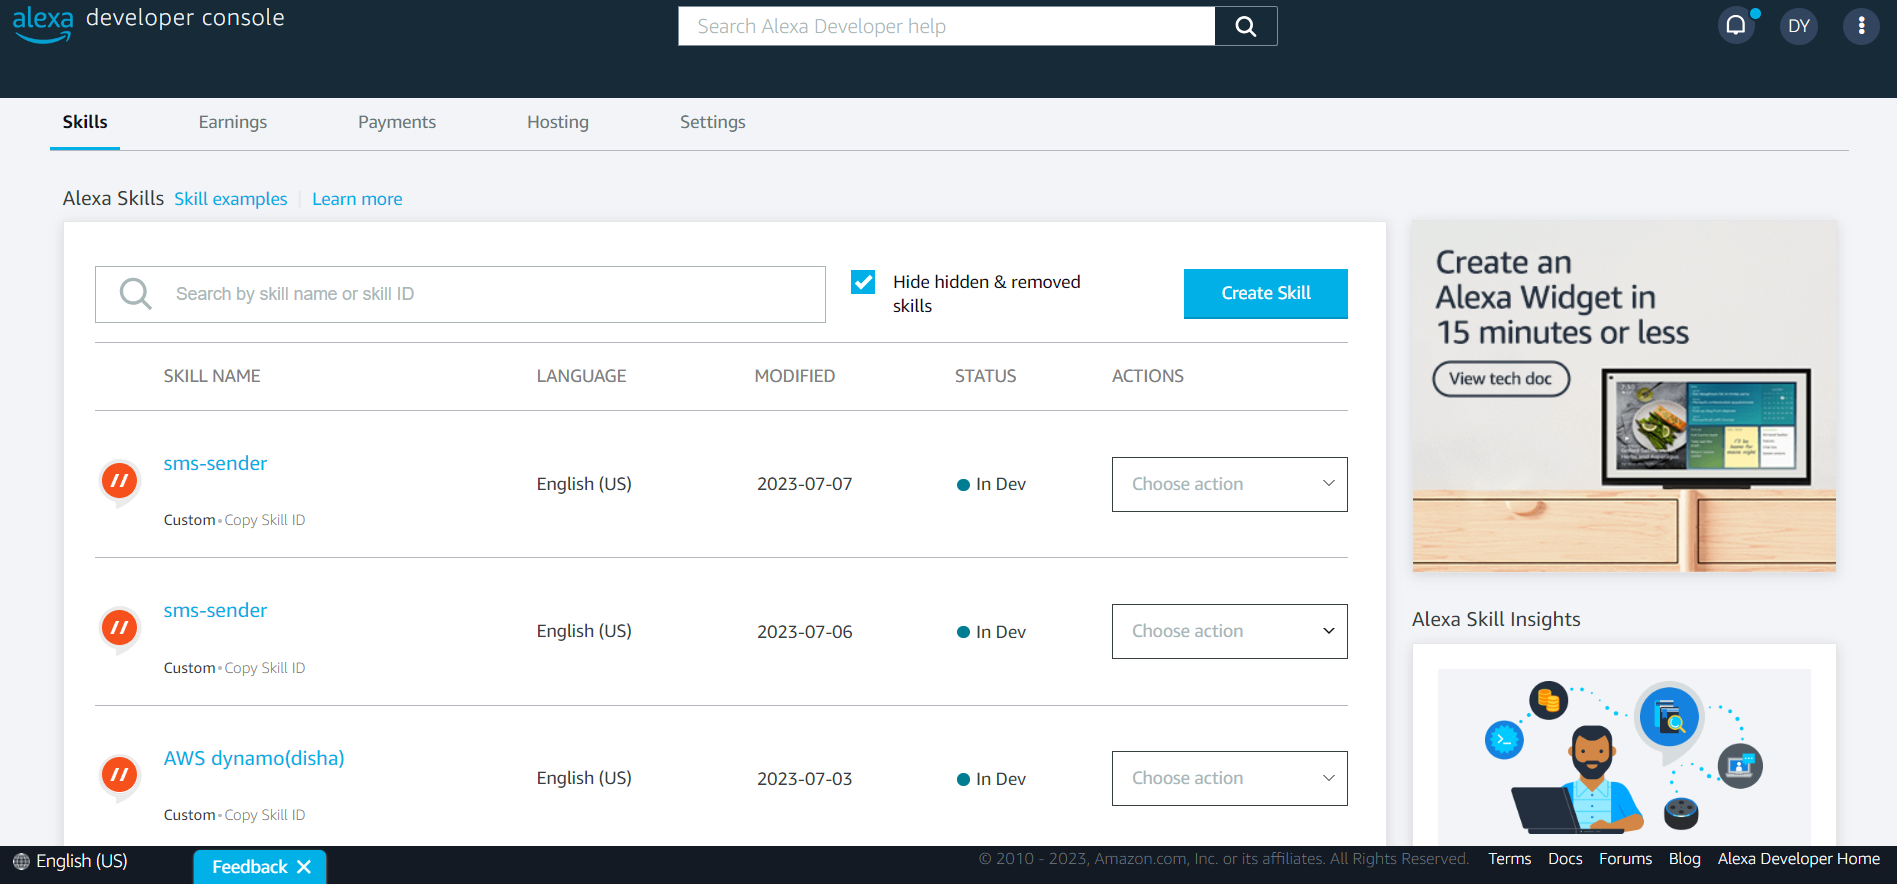 alexa developer console
Search Alexa Developer help
DY
Skills
Earnings
Payments
Hosting
Settings
Alexa Skills
Skill examples
Learn more
Search by skill name or skill ID
Hide hidden & removed
skills
Create Skill
SKILL NAME
LANGUAGE
MODIFIED
STATUS
ACTIONS
sms-sender
English (US)
2023-07-07
In Dev
Choose action
Custom • Copy Skill ID
sms-sender
English (US)
2023-07-06
In Dev
Choose action
Custom • Copy Skill ID
AWS dynamo(disha)
English (US)
2023-07-03
In Dev
Choose action
Custom • Copy Skill ID
Create an
Alexa Widget in
15 minutes or less
View tech doc
Alexa Skill Insights
English (US)
Feedback
© 2010 - 2023, Amazon.com, Inc. or its affiliates. All Rights Reserved.
Terms
Docs
Forums
Blog
Alexa Developer Home